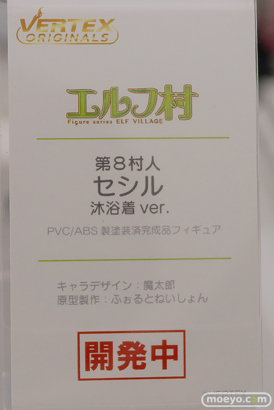 VERTEX
ORIGINALS
エルフ村
Figure series ELF VILLAGE
第8村人
セシル
沐浴着 ver.
PVC/ABS 製塗装済完成品フィギュア
キャラデザイン：魔太郎
原型製作：ふぉるとねいしょん
開発中
moeyo.com